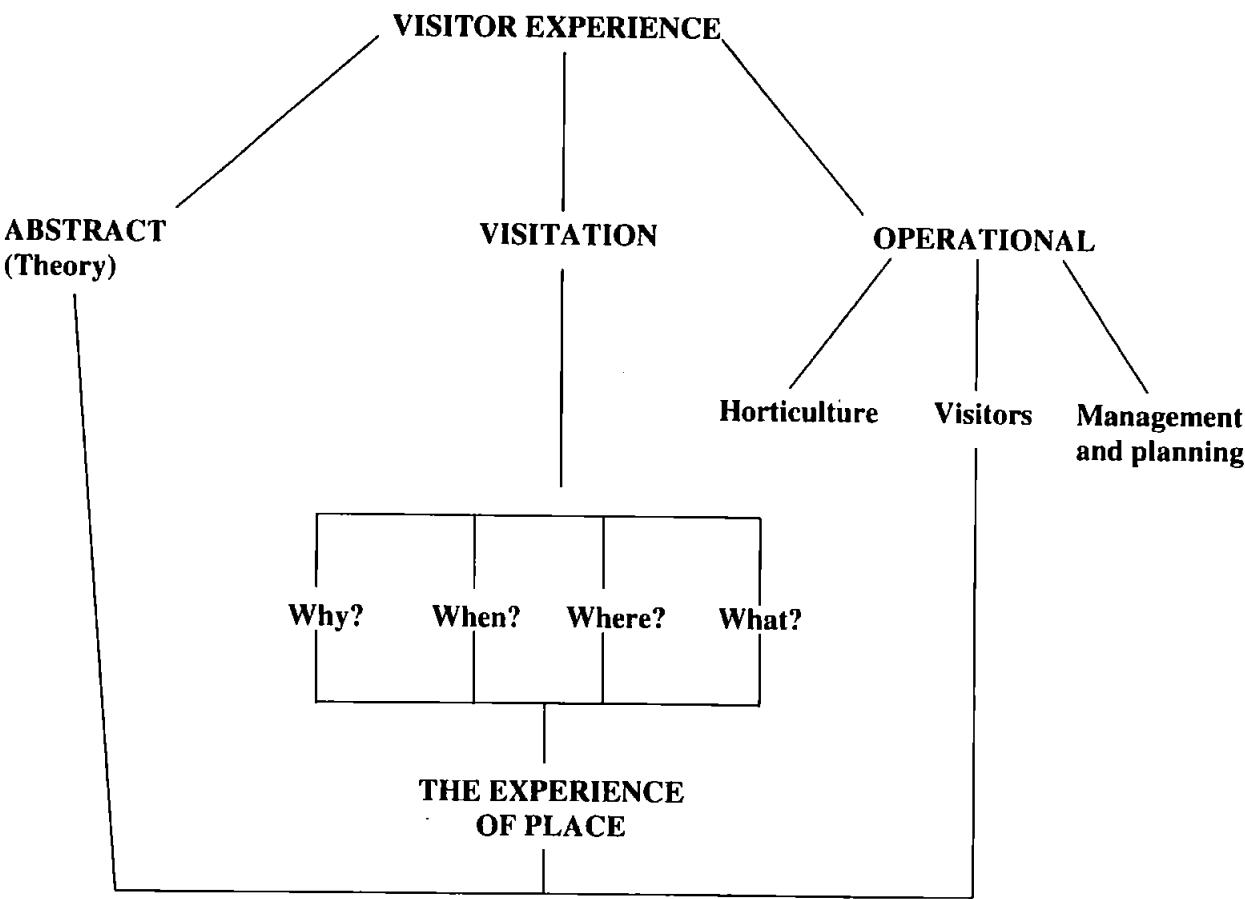 VISITOR EXPERIENCE
ABSTRACT
(Theory)
VISITATION
OPERATIONAL
Horticulture
Visitors
Management
and planning
Why?
When?
Where?
What?
THE EXPERIENCE
OF PLACE